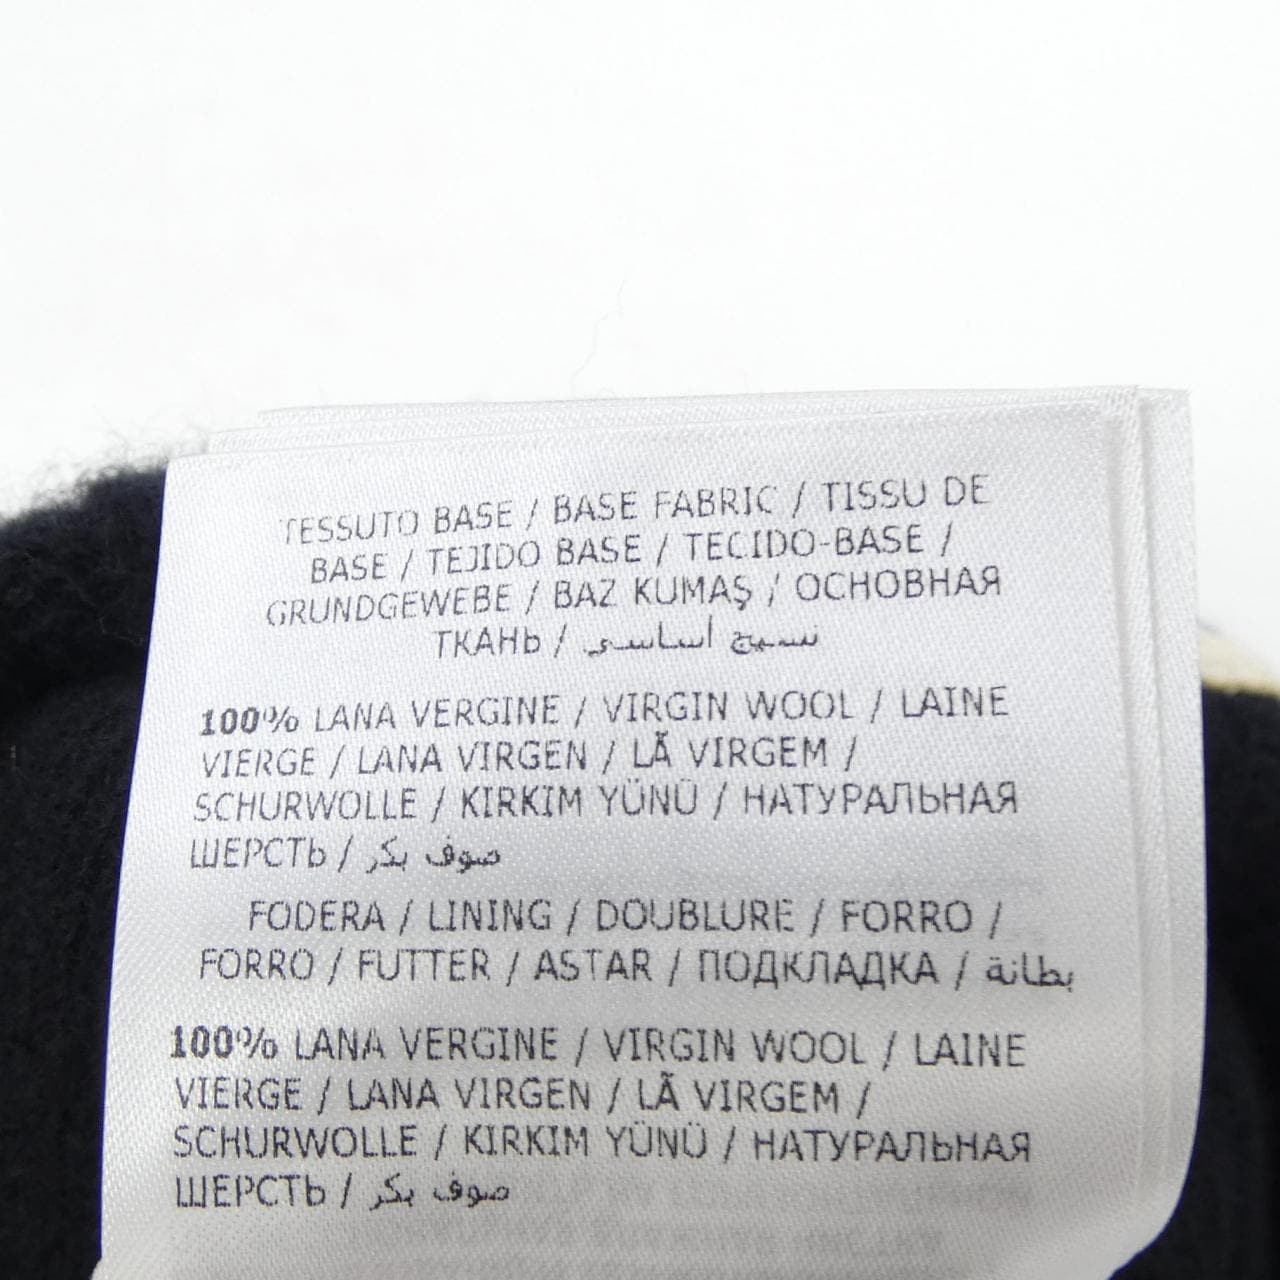 TESSUTO BASE / BASE FABRIC / TISSU DE
BASE / TEJIDO BASE / TECIDO-BASE /
GRUNDGEWEBE / BAZ KUMAŞ / ОСНОВНАЯ
ТКАНЬ / نسيج أساسي
100% LANA VERGINE / VIRGIN WOOL / LAINE
VIERGE / LANA VIRGEN / LÃ VIRGEM /
SCHURWOLLE / KIRKIM YÜNÜ / НАТУРАЛЬНАЯ
ШЕРСТЬ / صوف بكر
FODERA / LINING / DOUBLURE / FORRO /
FORRO / FUTTER / ASTAR / ПОДКЛАДКА / بطانة
100% LANA VERGINE / VIRGIN WOOL / LAINE
VIERGE / LANA VIRGEN / LÃ VIRGEM /
SCHURWOLLE / KIRKIM YÜNÜ / НАТУРАЛЬНАЯ
ШЕРСТЬ / صوف بكر